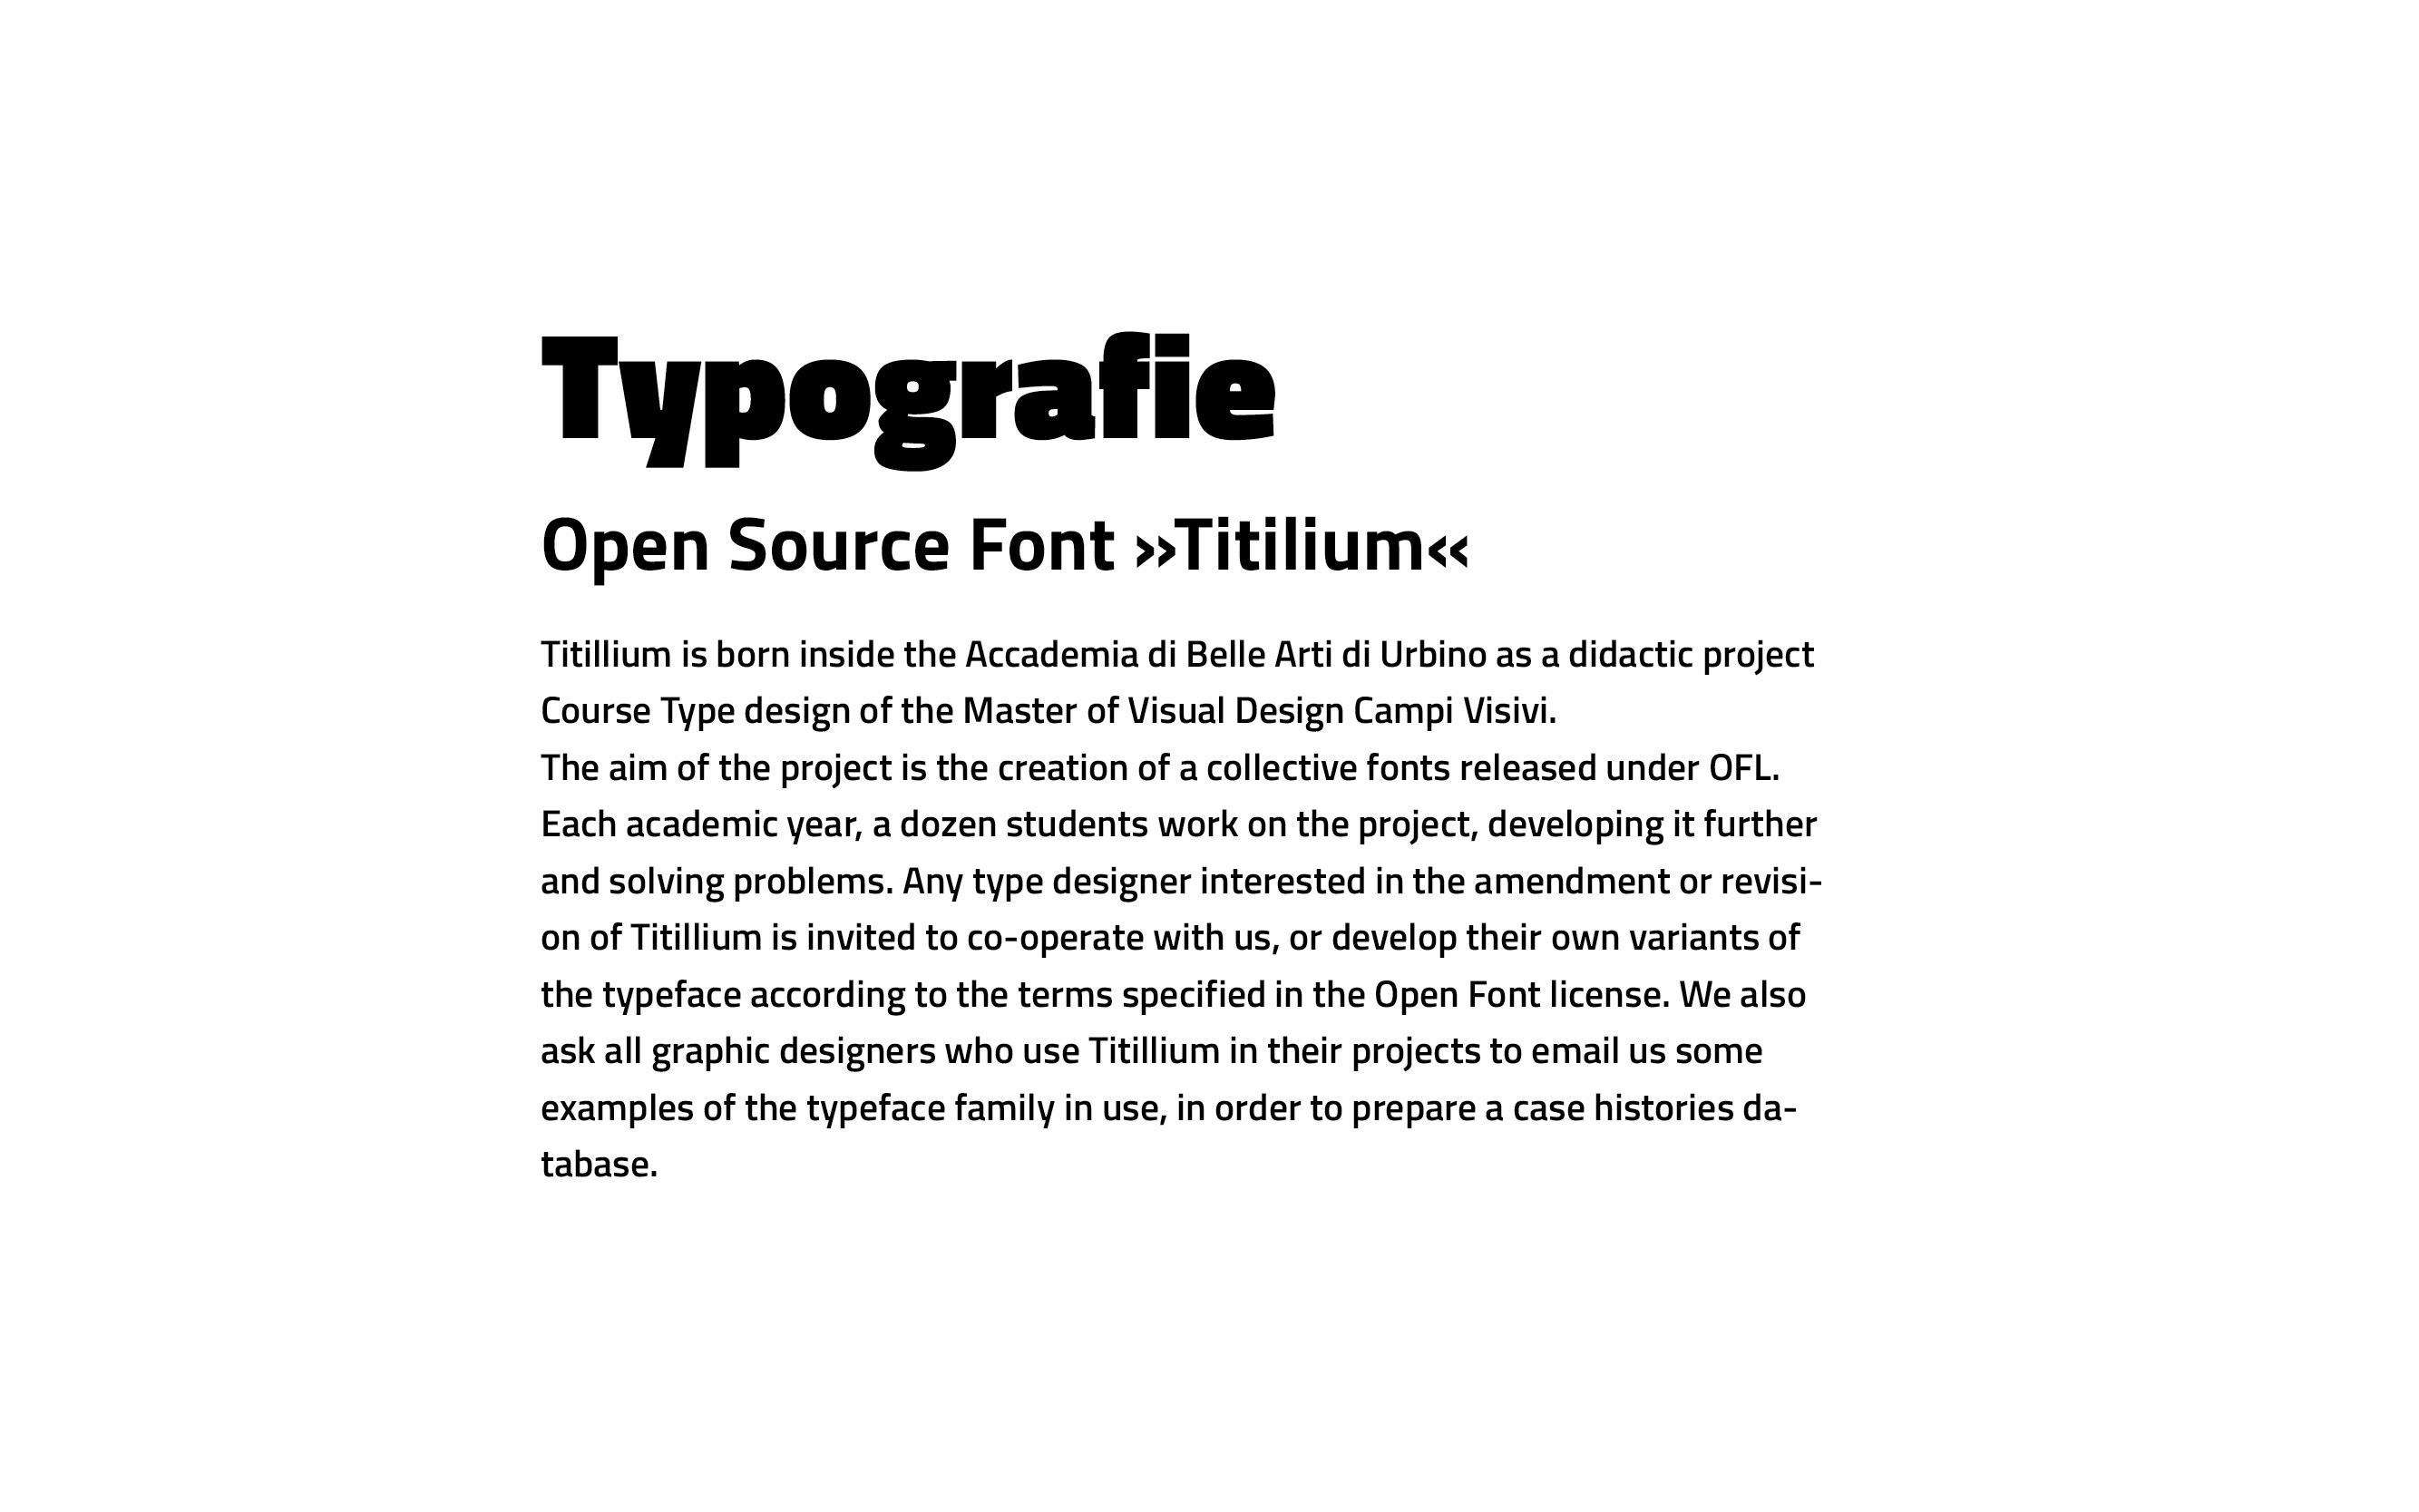 Typografie
Open Source Font »Titilium«
Titillium is born inside the Accademia di Belle Arti di Urbino as a didactic project
Course Type design of the Master of Visual Design Campi Visivi.
The aim of the project is the creation of a collective fonts released under OFL.
Each academic year, a dozen students work on the project, developing it further
and solving problems. Any type designer interested in the amendment or revisi-
on of Titillium is invited to co-operate with us, or develop their own variants of
the typeface according to the terms specified in the Open Font license. We also
ask all graphic designers who use Titillium in their projects to email us some
examples of the typeface family in use, in order to prepare a case histories da-
tabase.